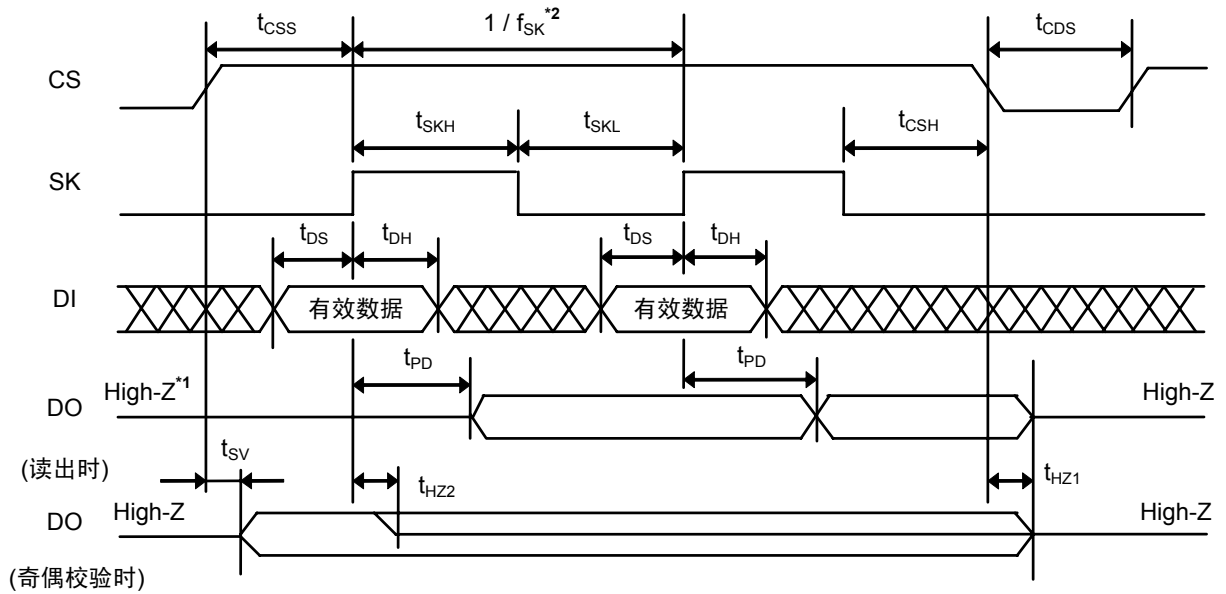 tCSS
1 / fSK*2
tCDS
CS
tSKH
tSKL
tCSH
SK
tDS
tDH
tDS
tDH
DI
有效数据
有效数据
tPD
tPD
High-Z*1
High-Z
DO
(读出时)
tSV
tHZ2
tHZ1
High-Z
High-Z
DO
(奇偶校验时)